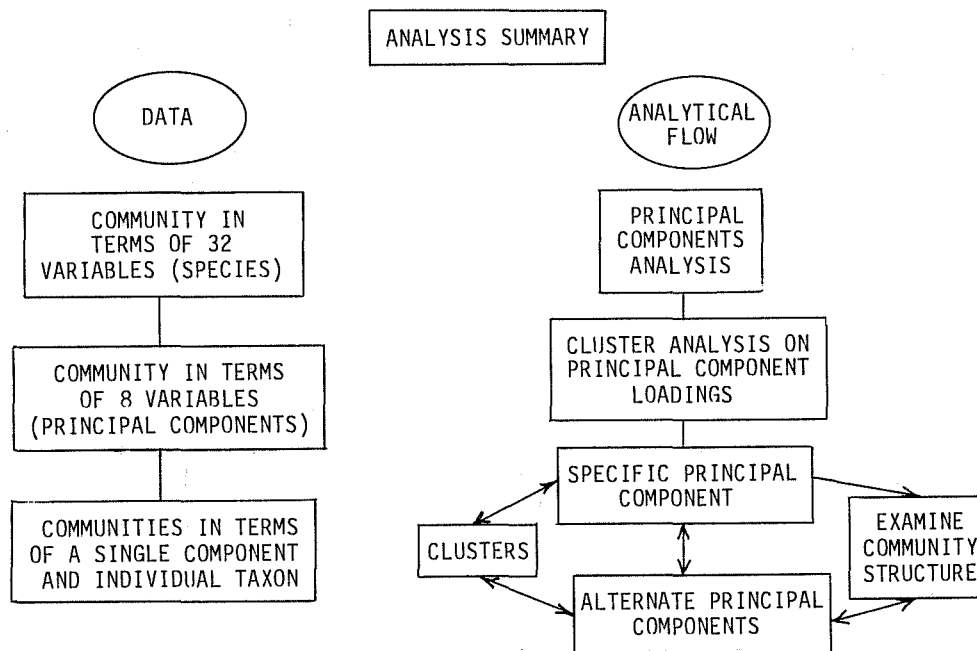 ANALYSIS SUMMARY
DATA
COMMUNITY IN
TERMS OF 32
VARIABLES (SPECIES)
COMMUNITY IN TERMS
OF 8 VARIABLES
(PRINCIPAL COMPONENTS)
COMMUNITIES IN TERMS
OF A SINGLE COMPONENT
AND INDIVIDUAL TAXON
ANALYTICAL
FLOW
PRINCIPAL
COMPONENTS
ANALYSIS
CLUSTER ANALYSIS ON
PRINCIPAL COMPONENT
LOADINGS
SPECIFIC PRINCIPAL
COMPONENT
CLUSTERS
EXAMINE
COMMUNITY
STRUCTURE
ALTERNATE PRINCIPAL
COMPONENTS